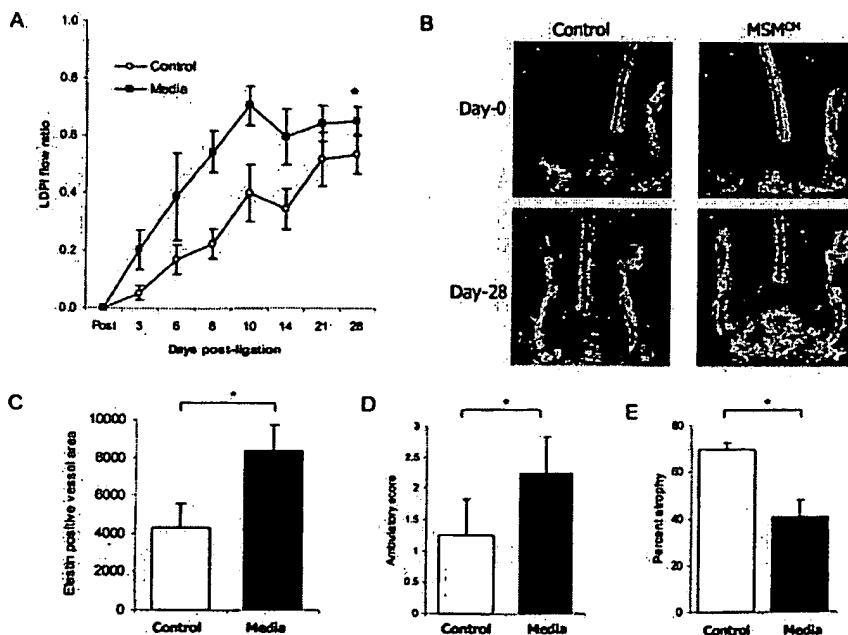 A
LDPI flow ratio
1.0
0.8
0.6
0.4
0.2
0.0
Control
Media
*
Post 3 6 8 10 14 21 28
Days post-ligation
B
Control MSM
Day-0
Day-28
C
Elastin positive vessel area
10000
8000
6000
4000
2000
0
*
Control Media
D
Ambulatory score
3
2.5
2
1.5
1
0.5
0
*
Control Media
E
Percent atrophy
80
60
40
20
0
*
Control Media